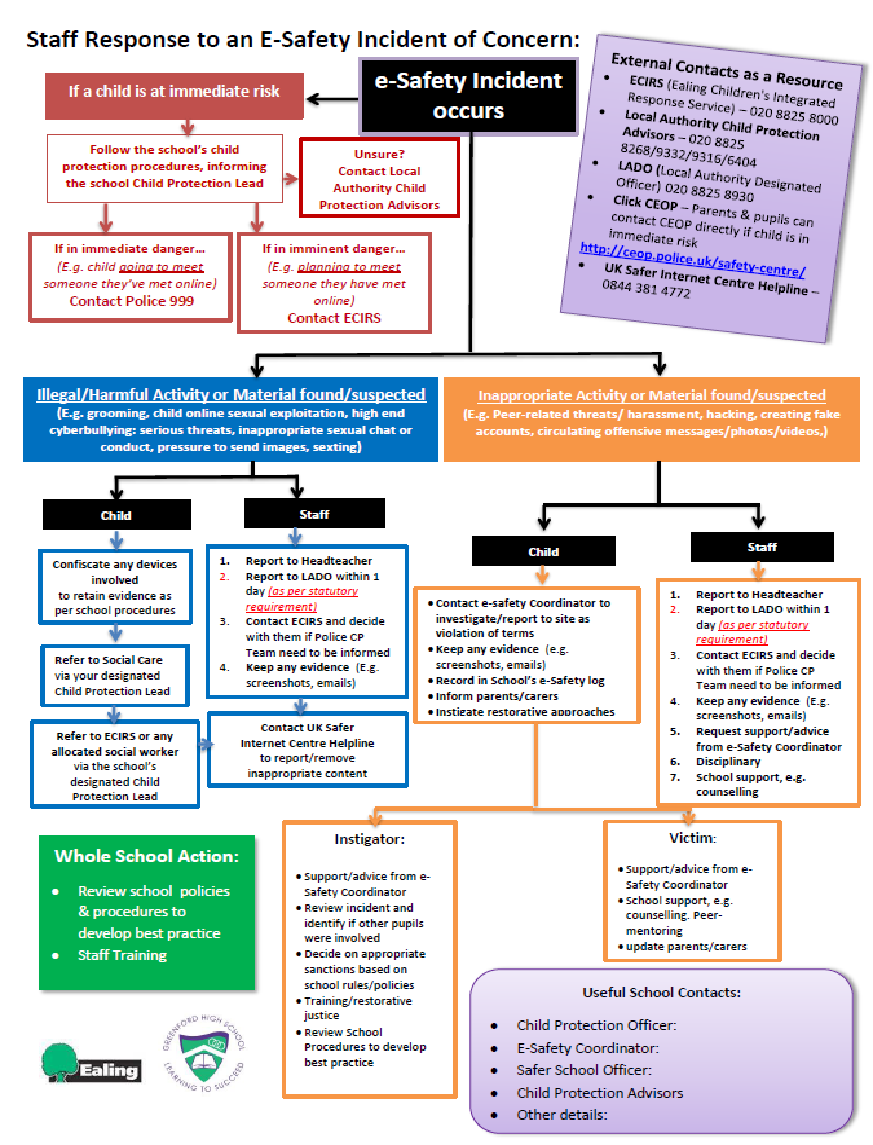 Staff Response to an E-Safety Incident of Concern:
e-Safety Incident
occurs
If a child is at immediate risk
Follow the school's child
protection procedures, informing
the school Child Protection Lead
Unsure?
Contact Local
Authority Child
Protection Advisors
If in immediate danger…
(E.g. child going to meet
someone they've met online)
Contact Police 999
If in imminent danger…
(E.g. planning to meet
someone they have met
online)
Contact ECIRS
External Contacts as a Resource
• ECIRS (Ealing Children's Integrated
Response Service) – 020 8825 8000
• Local Authority Child Protection
Advisors – 020 8825
8268/9332/9316/6404
• LADO (Local Authority Designated
Officer) 020 8825 8930
• Click CEOP – Parents & pupils can
contact CEOP directly if child is in
immediate risk
http://ceop.police.uk/safety-centre/
• UK Safer Internet Centre Helpline –
0844 381 4772
Illegal/Harmful Activity or Material found/suspected
(E.g. grooming, child online sexual exploitation, high end
cyberbullying: serious threats, inappropriate sexual chat or
conduct, pressure to send images, sexting)
Inappropriate Activity or Material found/suspected
(E.g. Peer-related threats/ harassment, hacking, creating fake
accounts, circulating offensive messages/photos/videos,)
Child
Confiscate any devices
involved
to retain evidence as
per school procedures
Refer to Social Care
via your designated
Child Protection Lead
Refer to ECIRS or any
allocated social worker
via the school's
designated Child
Protection Lead
Staff
1. Report to Headteacher
2. Report to LADO within 1
day (as per statutory
requirement)
3. Contact ECIRS and decide
with them if Police CP
Team need to be informed
4. Keep any evidence (E.g.
screenshots, emails)
Contact UK Safer
Internet Centre Helpline
to report/remove
inappropriate content
Child
• Contact e-safety Coordinator to
investigate/report to site as
violation of terms
• Keep any evidence (e.g.
screenshots, emails)
• Record in School's e-Safety log
• Inform parents/carers
• Instigate restorative approaches
Staff
1. Report to Headteacher
2. Report to LADO within 1
day (as per statutory
requirement)
3. Contact ECIRS and decide
with them if Police CP
Team need to be informed
4. Keep any evidence (E.g.
screenshots, emails)
5. Request support/advice
from e-Safety Coordinator
6. Disciplinary
7. School support, e.g.
counselling
Instigator:
• Support/advice from e-
Safety Coordinator
• Review incident and
identify if other pupils
were involved
• Decide on appropriate
sanctions based on
school rules/policies
• Training/restorative
justice
• Review School
Procedures to develop
best practice
Victim:
• Support/advice from e-
Safety Coordinator
• School support, e.g.
counselling. Peer-
mentoring
• update parents/carers
Whole School Action:
• Review school policies
& procedures to
develop best practice
• Staff Training
Ealing
GREENFORD HIGH SCHOOL
LEARNING TO SUCCEED
Useful School Contacts:
• Child Protection Officer:
• E-Safety Coordinator:
• Safer School Officer:
• Child Protection Advisors
• Other details: